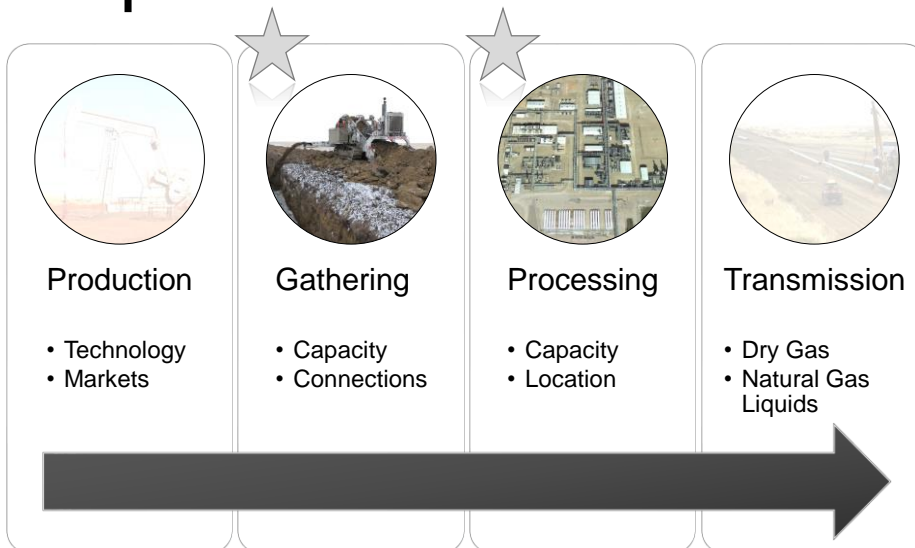 Production
• Technology
• Markets
Gathering
• Capacity
• Connections
Processing
• Capacity
• Location
Transmission
• Dry Gas
• Natural Gas
Liquids